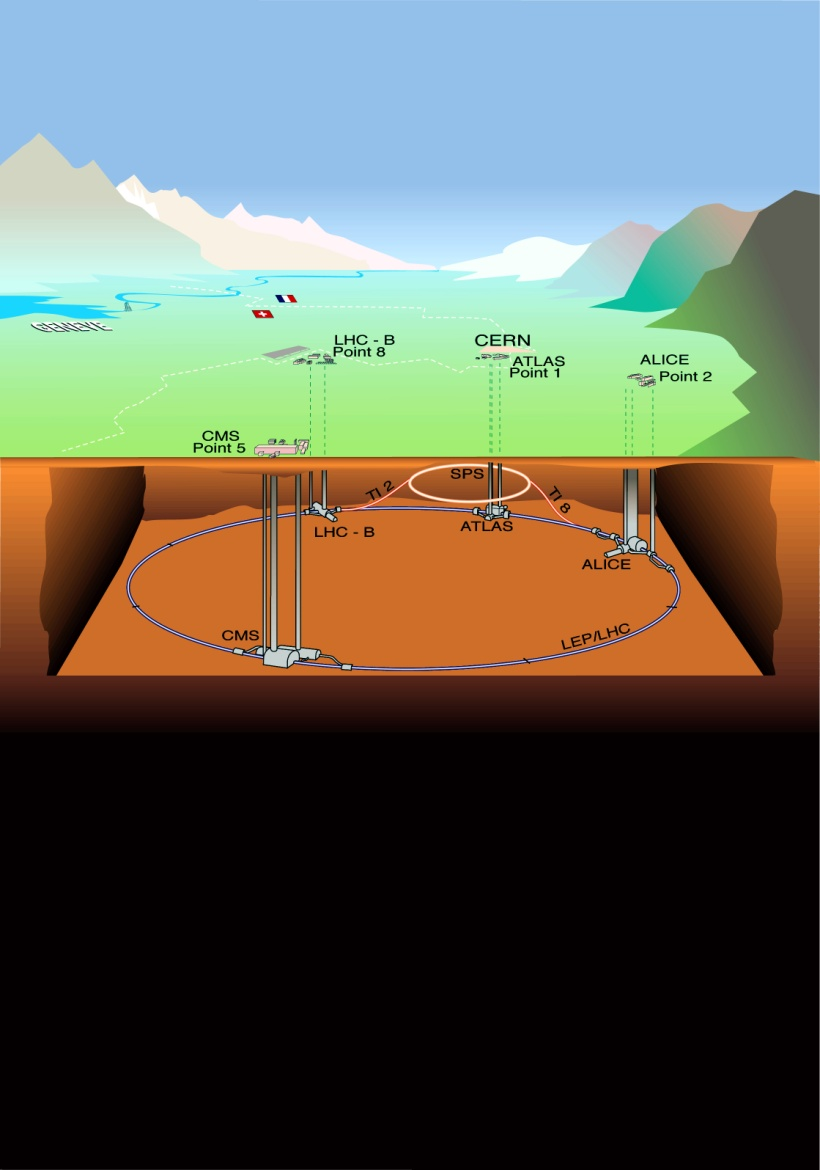 GENEVE
LHC - B
Point 8
CERN
ATLAS
Point 1
ALICE
Point 2
CMS
Point 5
SPS
TI 2
TI 8
LHC - B
ATLAS
ALICE
CMS
LEP/LHC